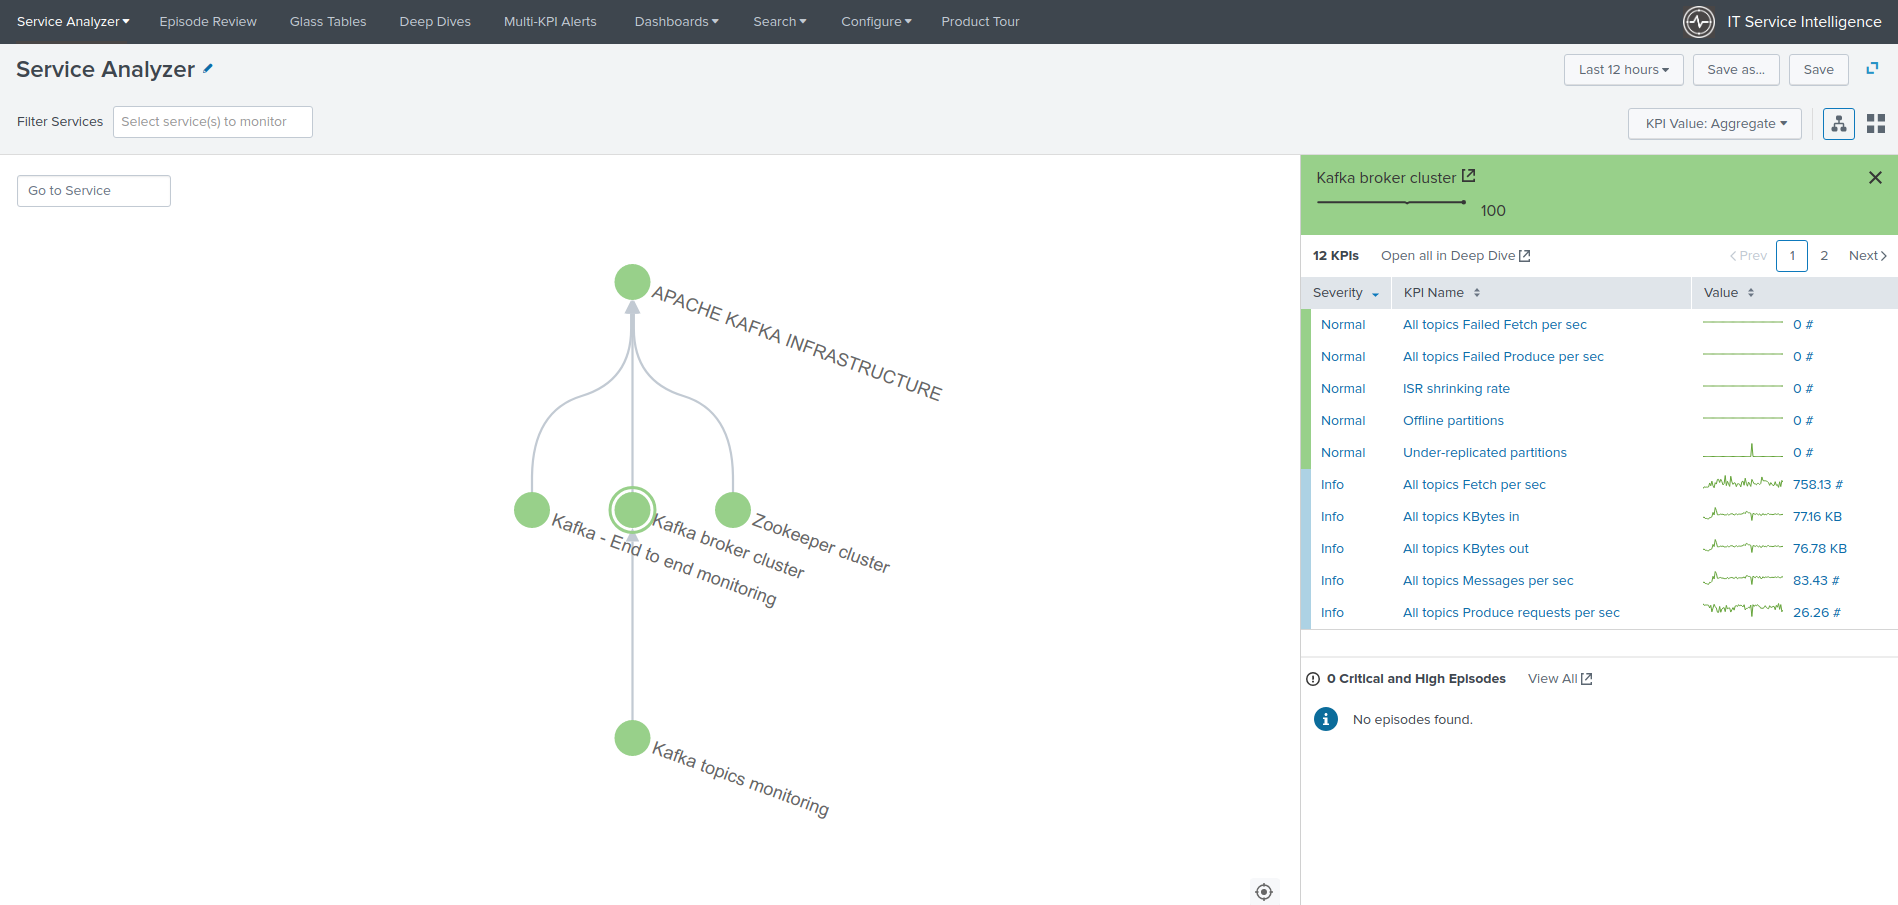 Service Analyzer Episode Review Glass Tables Deep Dives Multi-KPI Alerts Dashboards Search Configure Product Tour IT Service Intelligence
Service Analyzer Last 12 hours Save as... Save
Filter Services Select service(s) to monitor KPI Value: Aggregate
Go to Service
APACHE KAFKA INFRASTRUCTURE
Kafka - End to end monitoring
Kafka broker cluster
Zookeeper cluster
Kafka topics monitoring
Kafka broker cluster
100
12 KPIs Open all in Deep Dive Prev 1 2 Next
Severity KPI Name Value
Normal All topics Failed Fetch per sec 0 #
Normal All topics Failed Produce per sec 0 #
Normal ISR shrinking rate 0 #
Normal Offline partitions 0 #
Normal Under-replicated partitions 0 #
Info All topics Fetch per sec 758.13 #
Info All topics KBytes in 77.16 KB
Info All topics KBytes out 76.78 KB
Info All topics Messages per sec 83.43 #
Info All topics Produce requests per sec 26.26 #
0 Critical and High Episodes View All
No episodes found.